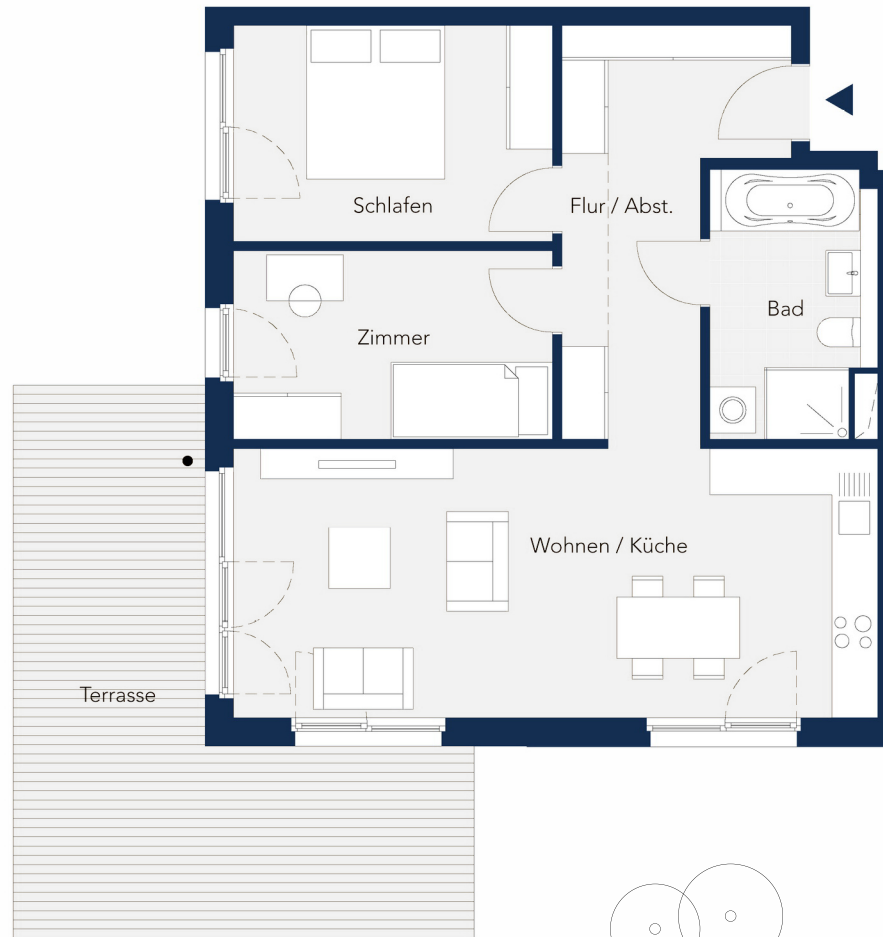 Schlafen
Flur / Abst.
Bad
Zimmer
Wohnen / Küche
Terrasse